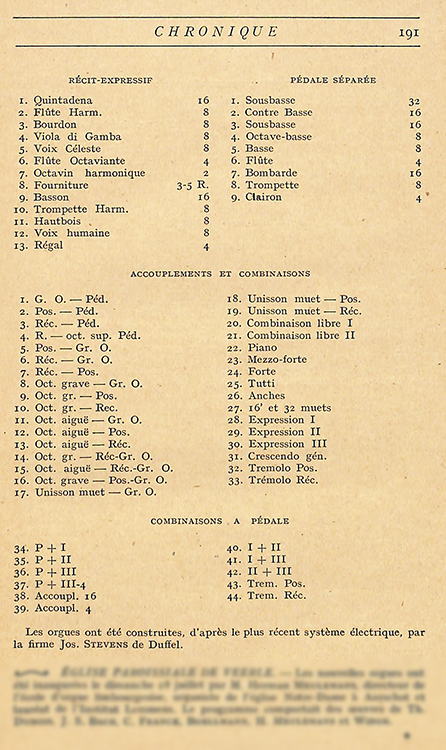 CHRONIQUE 191
RÉCIT-EXPRESSIF
1. Quintadena 16
2. Flûte Harm. 8
3. Bourdon 8
4. Viola di Gamba 8
5. Voix Céleste 8
6. Flûte Octaviante 4
7. Octavin harmonique 2
8. Fourniture 3-5 R.
9. Basson 16
10. Trompette Harm. 8
11. Hautbois 8
12. Voix humaine 8
13. Régal 4
PÉDALE SÉPARÉE
1. Sousbasse 32
2. Contre Basse 16
3. Sousbasse 16
4. Octave-basse 8
5. Basse 8
6. Flûte 4
7. Bombarde 16
8. Trompette 8
9. Clairon 4
ACCOUPLEMENTS ET COMBINAISONS
1. G. O. — Péd.
2. Pos. — Péd.
3. Réc. — Péd.
4. R. — oct. sup. Péd.
5. Pos. — Gr. O.
6. Réc. — Gr. O.
7. Réc. — Pos.
8. Oct. grave — Gr. O.
9. Oct. gr. — Pos.
10. Oct. gr. — Rec.
11. Oct. aiguë — Gr. O.
12. Oct. aiguë — Pos.
13. Oct. aiguë — Réc.
14. Oct. gr. — Réc-Gr. O.
15. Oct. aiguë — Réc.-Gr. O.
16. Oct. grave — Pos.-Gr. O.
17. Unisson muet — Gr. O.
18. Unisson muet — Pos.
19. Unisson muet — Réc.
20. Combinaison libre I
21. Combinaison libre II
22. Piano
23. Mezzo-forte
24. Forte
25. Tutti
26. Anches
27. 16' et 32 muets
28. Expression I
29. Expression II
30. Expression III
31. Crescendo gén.
32. Tremolo Pos.
33. Trémolo Réc.
COMBINAISONS A PÉDALE
34. P + I
35. P + II
36. P + III
37. P + III-4
38. Accoupl. 16
39. Accoupl. 4
40. I + II
41. I + III
42. II + III
43. Trem. Pos.
44. Trem. Réc.
Les orgues ont été construites, d'après le plus récent système électrique, par
la firme Jos. STEVENS de Duffel.